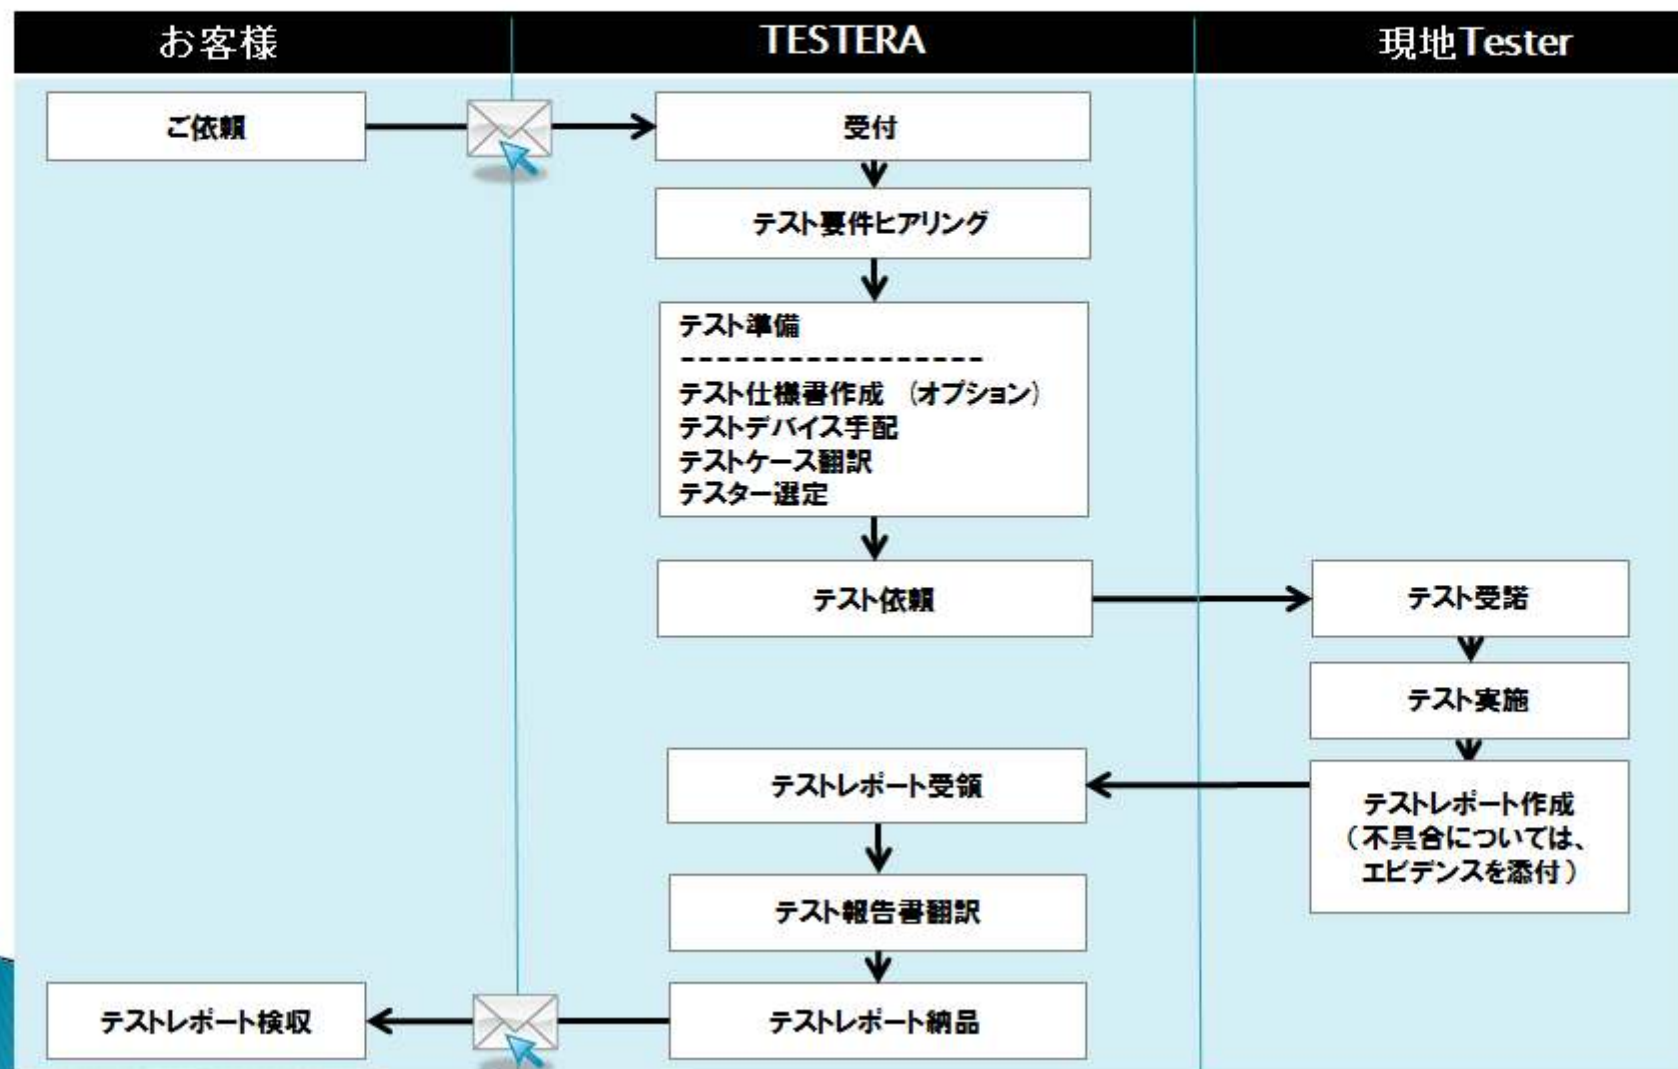 お客様
TESTERA
現地Tester
ご依頼
受付
テスト要件ヒアリング
テスト準備
------------------
テスト仕様書作成 (オプション)
テストデバイス手配
テストケース翻訳
テスター選定
テスト依頼
テスト受諾
テスト実施
テストレポート作成
(不具合については、
エビデンスを添付)
テストレポート受領
テスト報告書翻訳
テストレポート納品
テストレポート検収